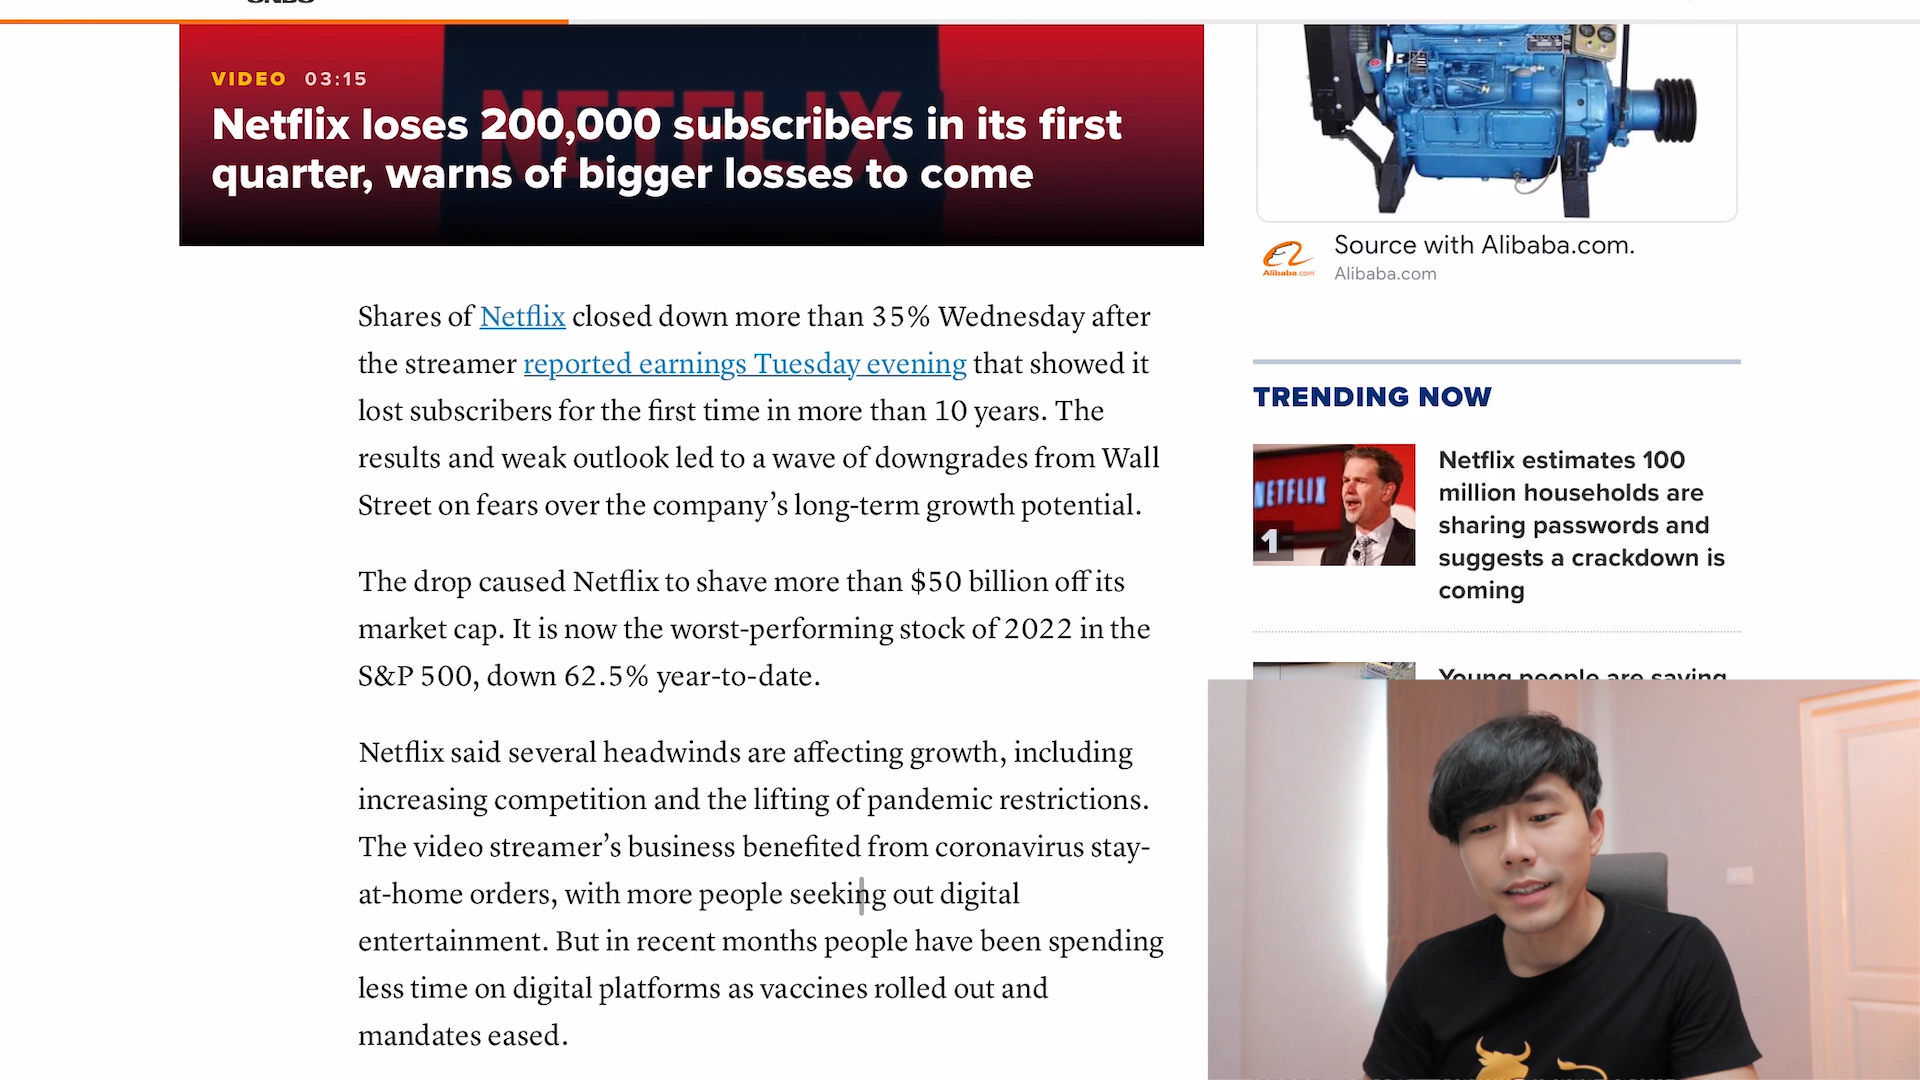 VIDEO 03:15
Netflix loses 200,000 subscribers in its first
quarter, warns of bigger losses to come
Shares of Netflix closed down more than 35% Wednesday after
the streamer reported earnings Tuesday evening that showed it
lost subscribers for the first time in more than 10 years. The
results and weak outlook led to a wave of downgrades from Wall
Street on fears over the company’s long-term growth potential.
The drop caused Netflix to shave more than $50 billion off its
market cap. It is now the worst-performing stock of 2022 in the
S&P 500, down 62.5% year-to-date.
Netflix said several headwinds are affecting growth, including
increasing competition and the lifting of pandemic restrictions.
The video streamer’s business benefited from coronavirus stay-
at-home orders, with more people seeking out digital
entertainment. But in recent months people have been spending
less time on digital platforms as vaccines rolled out and
mandates eased.
Alibaba.com
Source with Alibaba.com.
Alibaba.com
TRENDING NOW
NETFLIX
1
Netflix estimates 100
million households are
sharing passwords and
suggests a crackdown is
coming
Young people are saving